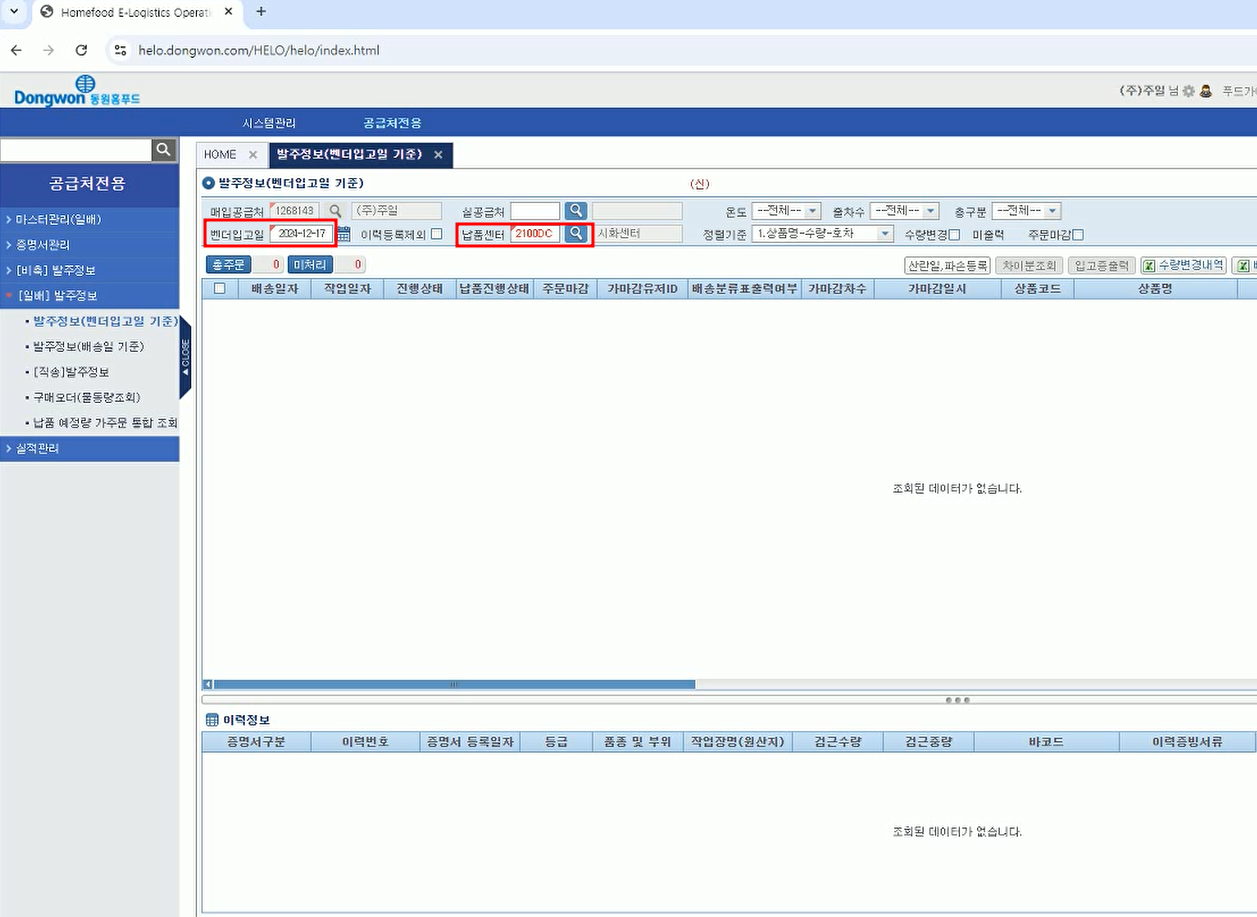 Homefood E-Logistics Operati
helo.dongwon.com/HELO/helo/index.html
Dongwon 동원홈푸드
(주)주일 님 푸드가
시스템관리 공급처전용
HOME 발주정보(벤더입고일 기준)
공급처전용
마스터관리(일배)
증명서관리
[비축] 발주정보
[일배] 발주정보
발주정보(벤더입고일 기준)
발주정보(배송일 기준)
[직송]발주정보
구매오더(물동량조회)
납품 예정량 가주문 통합 조회
실적관리
CLOSE
발주정보(벤더입고일 기준) (신)
매입공급처 1268143 (주)주일 실공급처 온도 --전체-- 출차수 --전체-- 총구분 --전체--
벤더입고일 2024-12-17 이력등록제외 납품센터 2100DC 시화센터 정렬기준 1.상품명-수량-호차 수량변경 미출력 주문마감
총주문 0 미처리 0 산란일,파손등록 차이분조회 입고증출력 수량변경내역
배송일자 작업일자 진행상태 납품진행상태 주문마감 가마감유저ID 배송분류표출력여부 가마감차수 가마감일시 상품코드 상품명
조회된 데이터가 없습니다.
이력정보
증명서구분 이력번호 증명서 등록일자 등급 품종 및 부위 작업장명(원산지) 검근수량 검근중량 바코드 이력증빙서류
조회된 데이터가 없습니다.